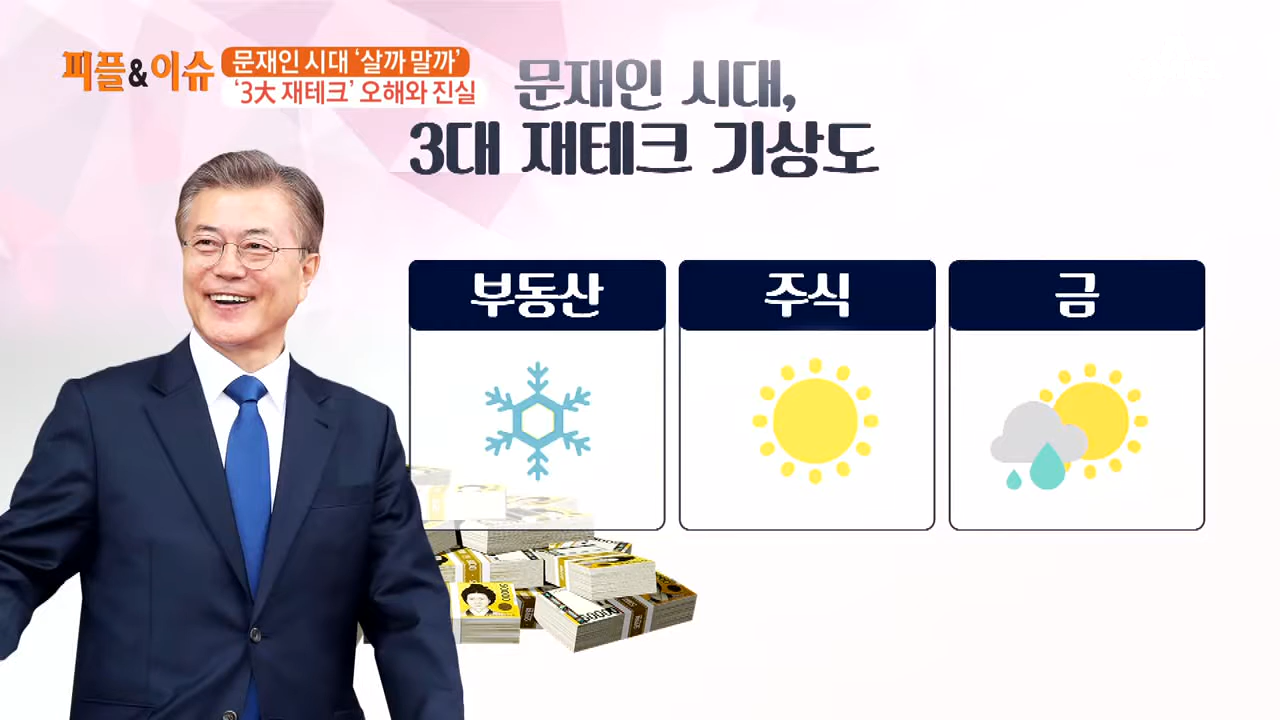 피플&이슈
문재인 시대 ‘살까 말까’
‘3大 재테크’ 오해와 진실
문재인 시대,
3대 재테크 기상도
부동산
주식
금
50000
50000